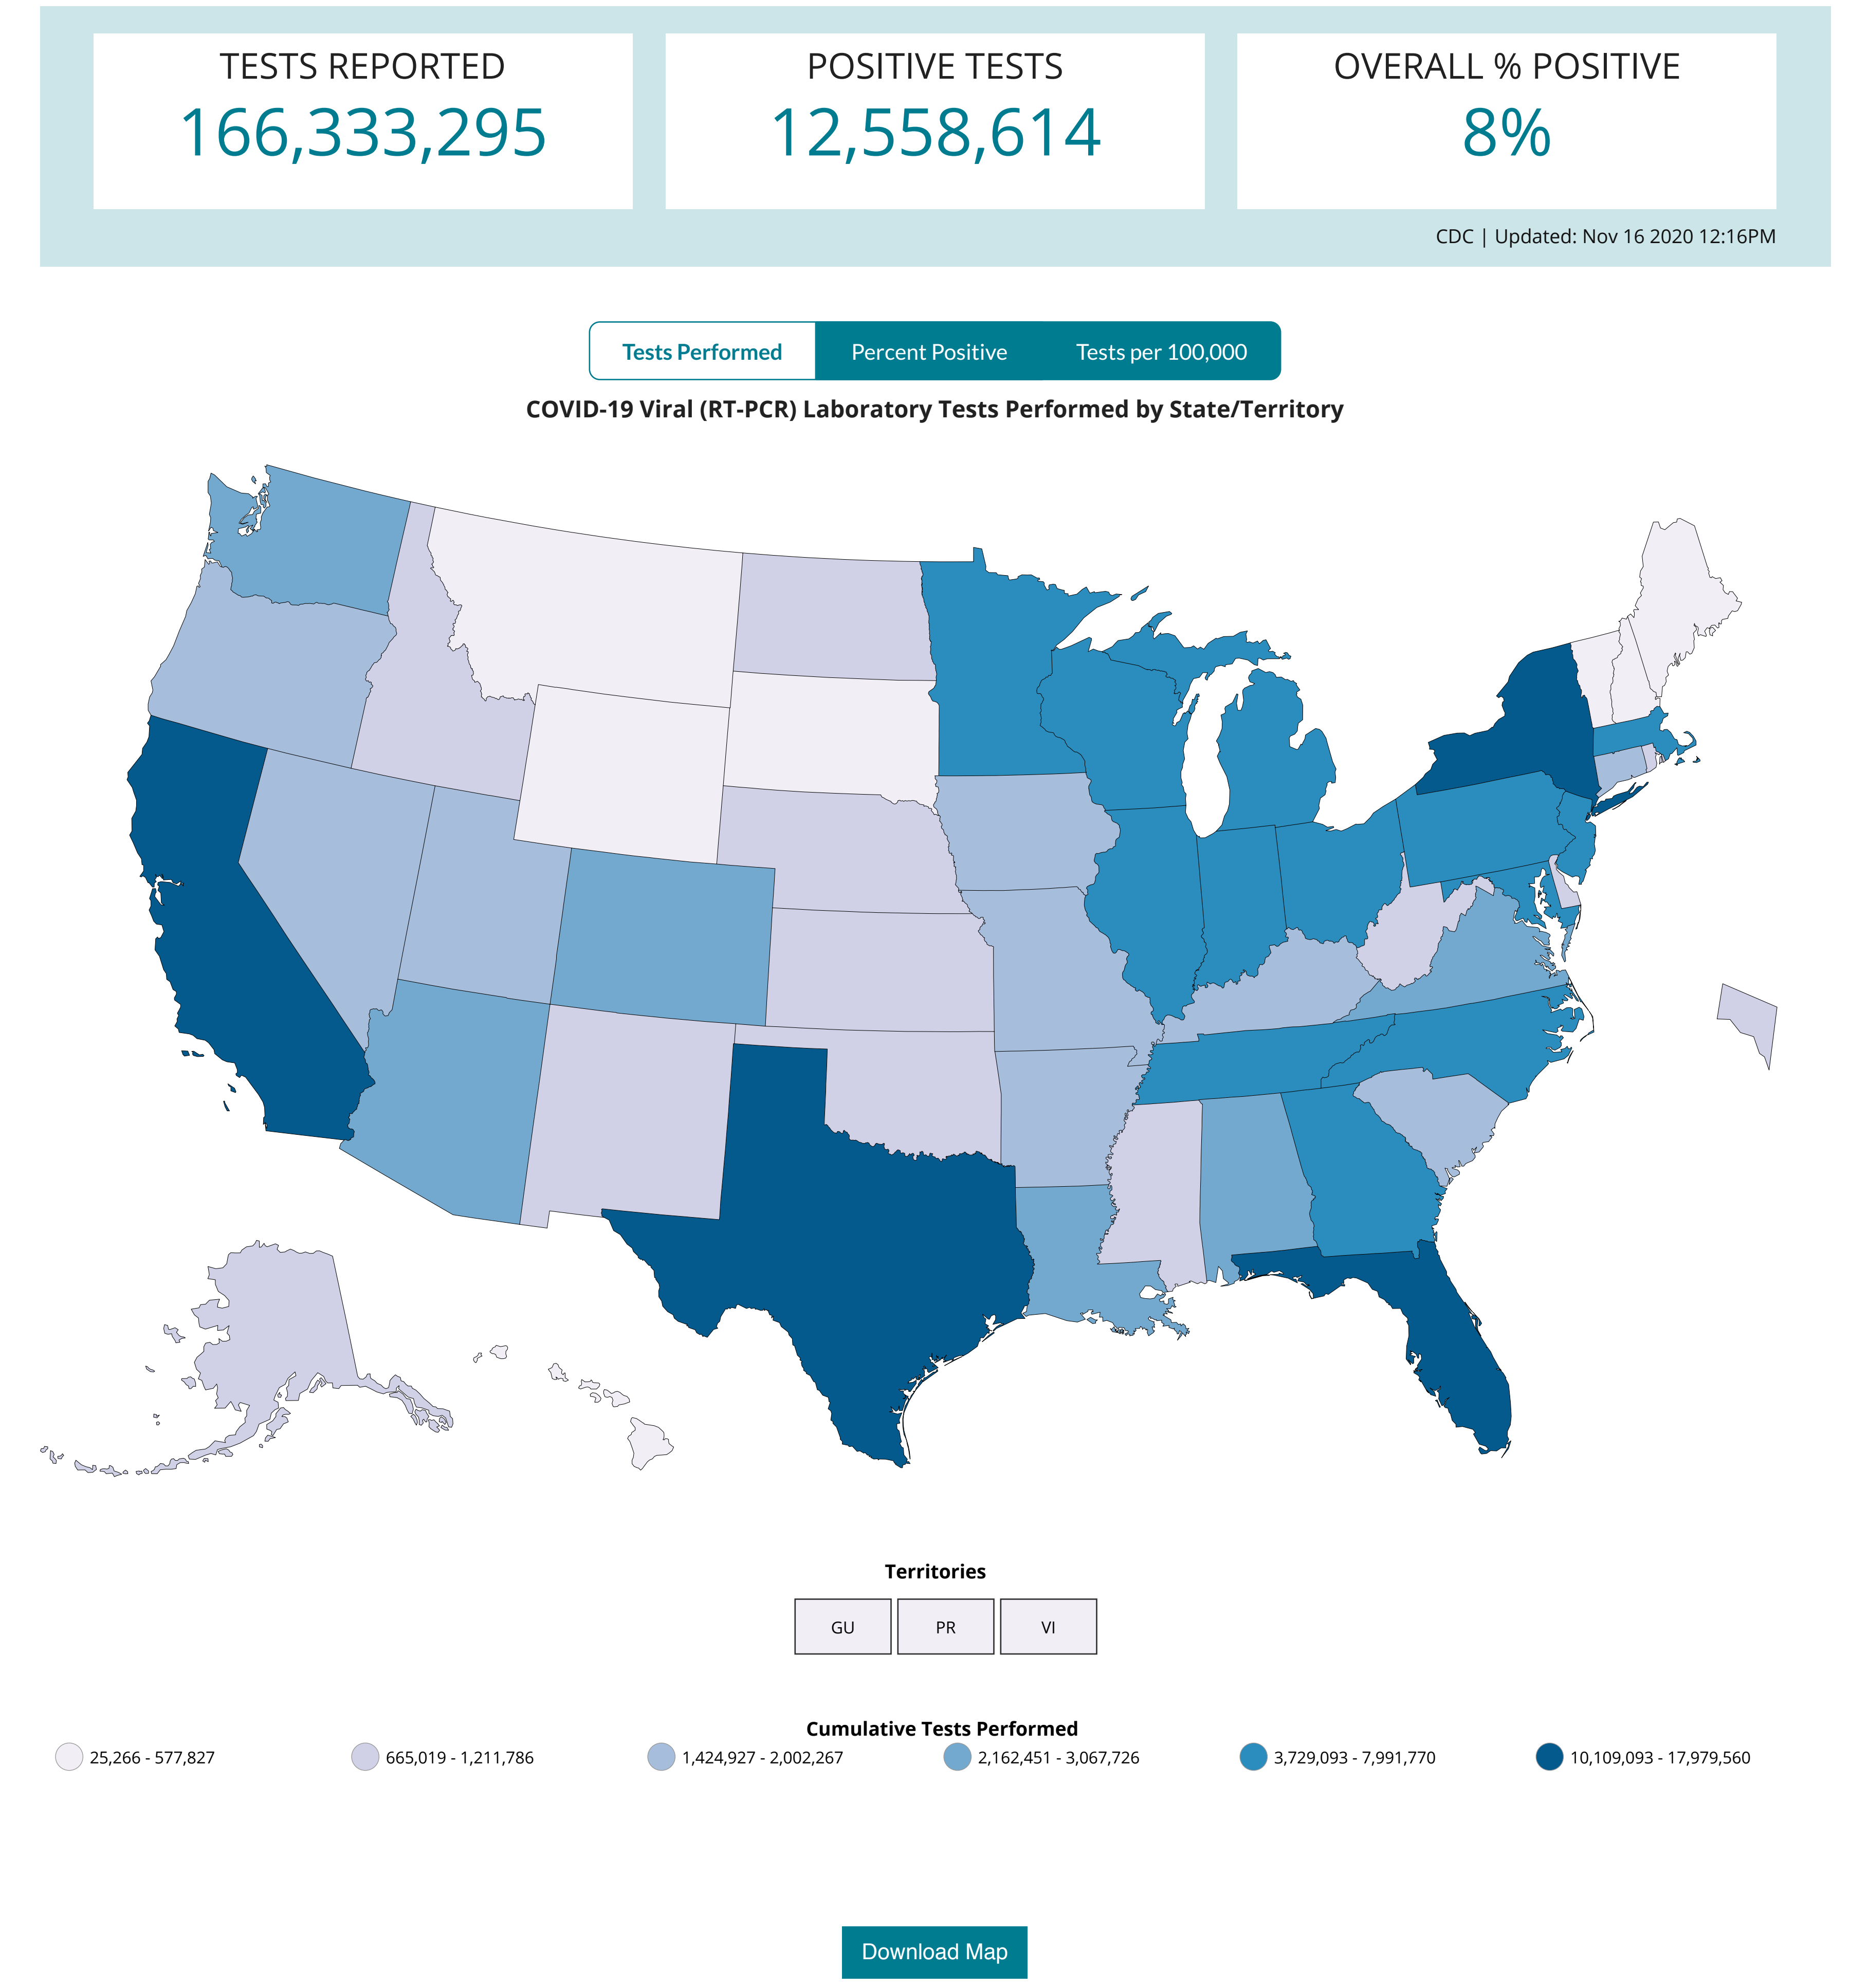 TESTS REPORTED
166,333,295
POSITIVE TESTS
12,558,614
OVERALL % POSITIVE
8%
CDC | Updated: Nov 16 2020 12:16PM
Tests Performed
Percent Positive
Tests per 100,000
COVID-19 Viral (RT-PCR) Laboratory Tests Performed by State/Territory
Territories
GU
PR
VI
Cumulative Tests Performed
25,266 - 577,827
665,019 - 1,211,786
1,424,927 - 2,002,267
2,162,451 - 3,067,726
3,729,093 - 7,991,770
10,109,093 - 17,979,560
Download Map